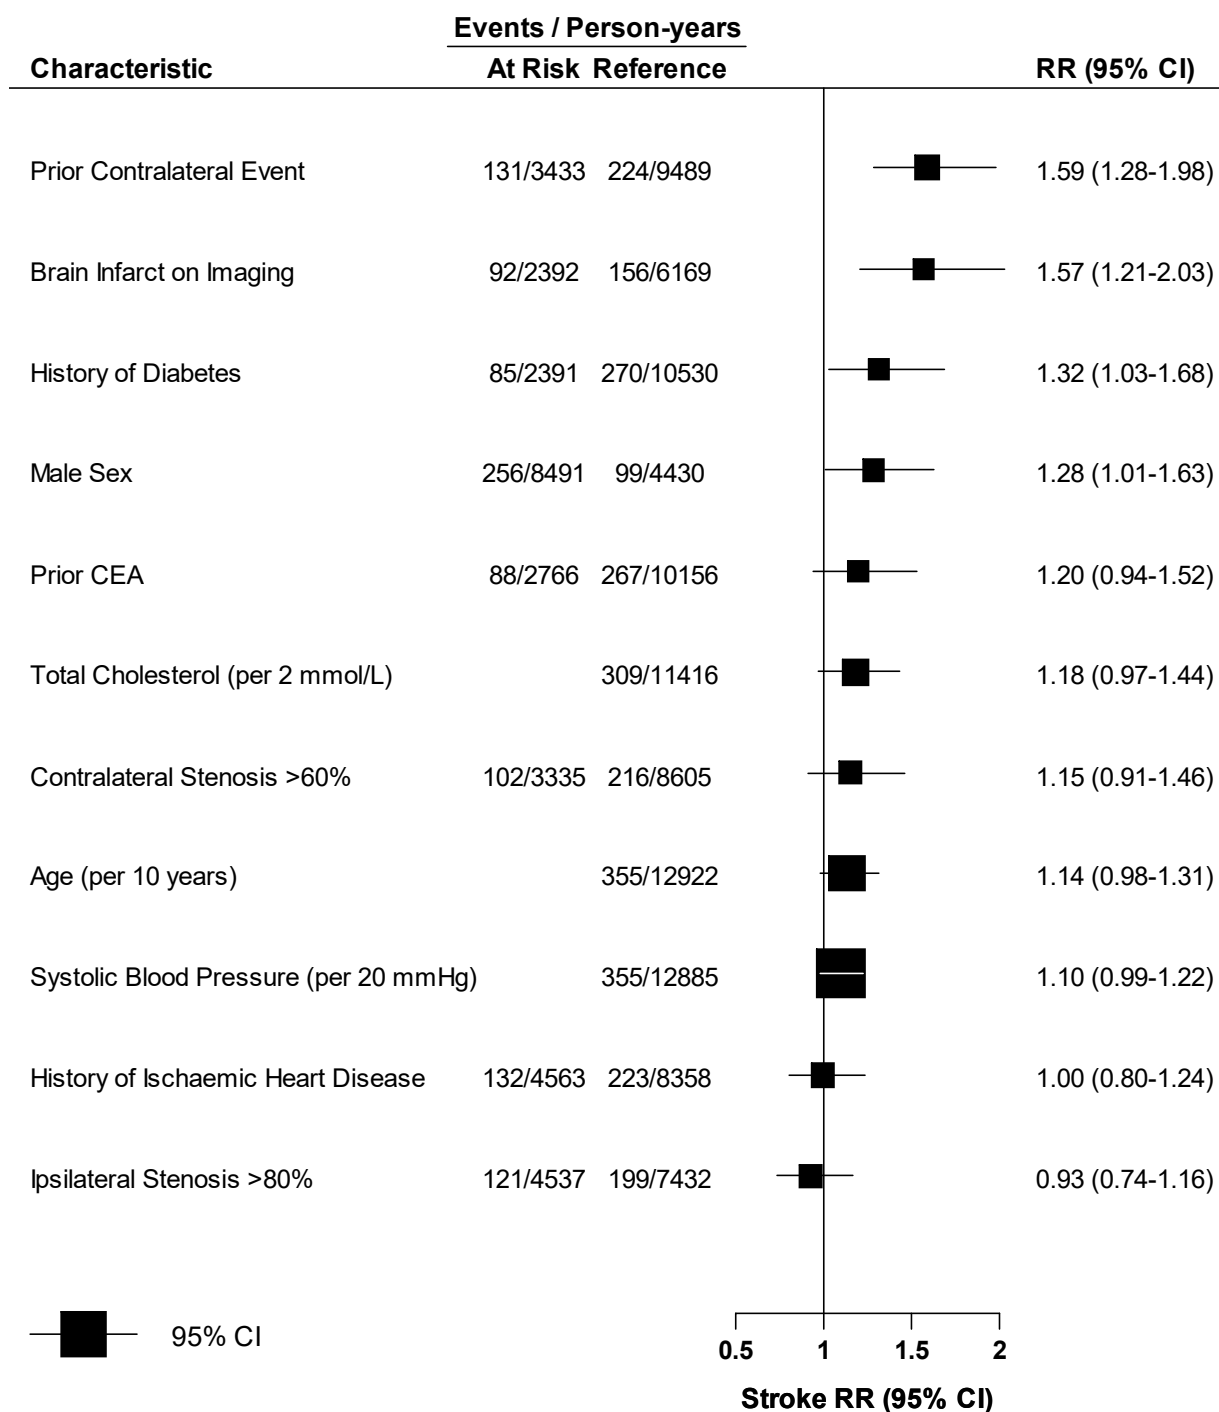 Events / Person-years
Characteristic At Risk Reference RR (95% CI)
Prior Contralateral Event 131/3433 224/9489 1.59 (1.28-1.98)
Brain Infarct on Imaging 92/2392 156/6169 1.57 (1.21-2.03)
History of Diabetes 85/2391 270/10530 1.32 (1.03-1.68)
Male Sex 256/8491 99/4430 1.28 (1.01-1.63)
Prior CEA 88/2766 267/10156 1.20 (0.94-1.52)
Total Cholesterol (per 2 mmol/L) 309/11416 1.18 (0.97-1.44)
Contralateral Stenosis >60% 102/3335 216/8605 1.15 (0.91-1.46)
Age (per 10 years) 355/12922 1.14 (0.98-1.31)
Systolic Blood Pressure (per 20 mmHg) 355/12885 1.10 (0.99-1.22)
History of Ischaemic Heart Disease 132/4563 223/8358 1.00 (0.80-1.24)
Ipsilateral Stenosis >80% 121/4537 199/7432 0.93 (0.74-1.16)
95% CI
0.5 1 1.5 2
Stroke RR (95% CI)